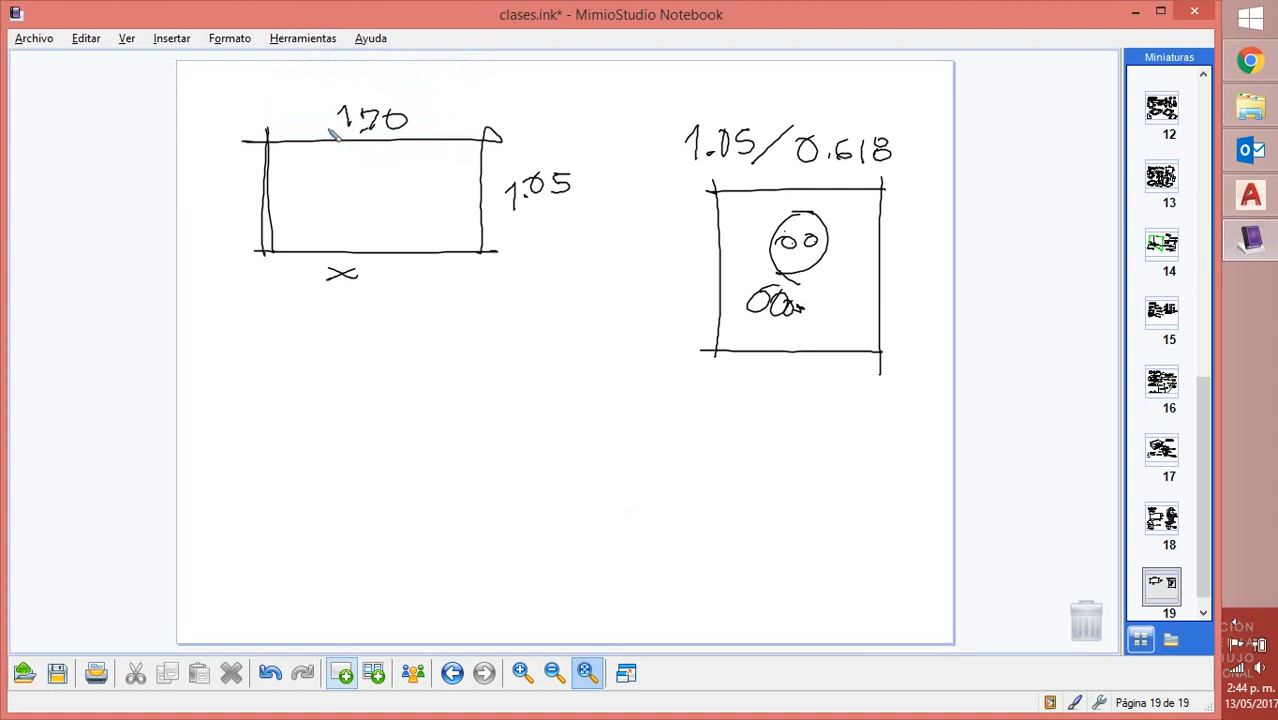 clases.ink* - MimioStudio Notebook
Archivo Editar Ver Insertar Formato Herramientas Ayuda
Miniaturas
170
1.05
x
1.05/0.618
12
13
14
15
16
17
18
19
Página 19 de 19
2:44 p. m.
13/05/2017